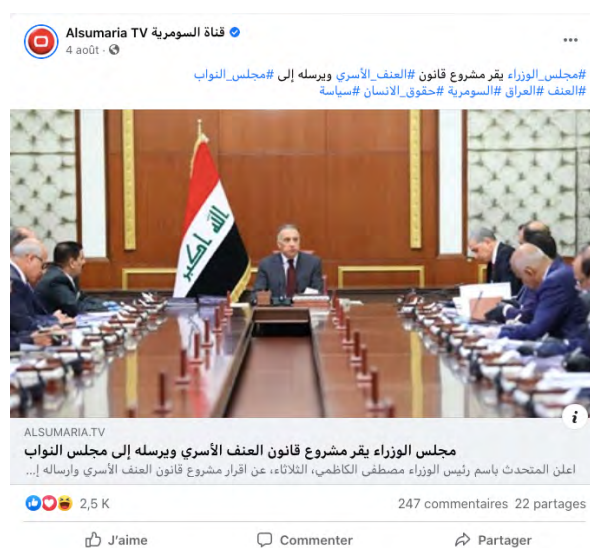 Alsumaria TV قناة السومرية
4 août ·
#مجلس_الوزراء يقر مشروع قانون #العنف_الأسري ويرسله إلى #مجلس_النواب
#العنف #العراق #السومرية #حقوق_الانسان #سياسة
الله اكبر
ALSUMARIA.TV
مجلس الوزراء يقر مشروع قانون العنف الأسري ويرسله إلى مجلس النواب
اعلن المتحدث باسم رئيس الوزراء مصطفى الكاظمي، الثلاثاء، عن اقرار مشروع قانون العنف الأسري وارساله إ...
2,5 K
247 commentaires 22 partages
J'aime Commenter Partager